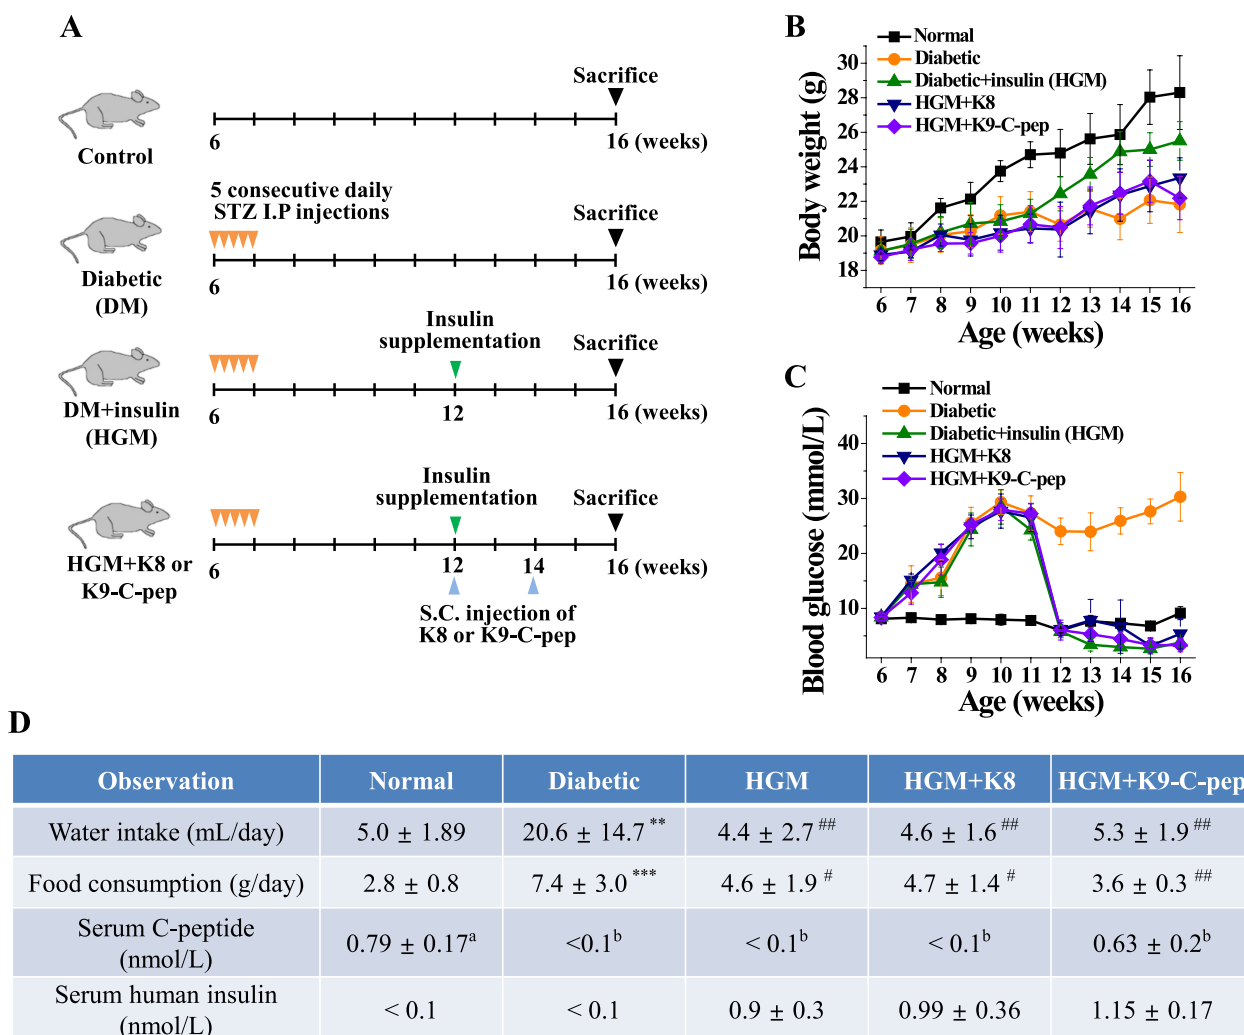 A
Sacrifice
Control
6
16 (weeks)
5 consecutive daily
STZ I.P injections
Sacrifice
Diabetic
(DM)
6
16 (weeks)
Insulin
supplementation
Sacrifice
DM+insulin
(HGM)
6
12
16 (weeks)
Insulin
supplementation
Sacrifice
HGM+K8 or
K9-C-pep
6
12
14
16 (weeks)
S.C. injection of
K8 or K9-C-pep
B
Normal
Diabetic
Diabetic+insulin (HGM)
HGM+K8
HGM+K9-C-pep
Body weight (g)
28
26
24
22
20
18
6 7 8 9 10 11 12 13 14 15 16
Age (weeks)
C
Normal
Diabetic
Diabetic+insulin (HGM)
HGM+K8
HGM+K9-C-pep
Blood glucose (mmol/L)
40
30
20
10
6 7 8 9 10 11 12 13 14 15 16
Age (weeks)
D
Observation Normal Diabetic HGM HGM+K8 HGM+K9-C-pep
Water intake (mL/day) 5.0 ± 1.89 20.6 ± 14.7 ** 4.4 ± 2.7 ## 4.6 ± 1.6 ## 5.3 ± 1.9 ##
Food consumption (g/day) 2.8 ± 0.8 7.4 ± 3.0 *** 4.6 ± 1.9 # 4.7 ± 1.4 # 3.6 ± 0.3 ##
Serum C-peptide
(nmol/L) 0.79 ± 0.17a <0.1b < 0.1b < 0.1b 0.63 ± 0.2b
Serum human insulin
(nmol/L) < 0.1 < 0.1 0.9 ± 0.3 0.99 ± 0.36 1.15 ± 0.17